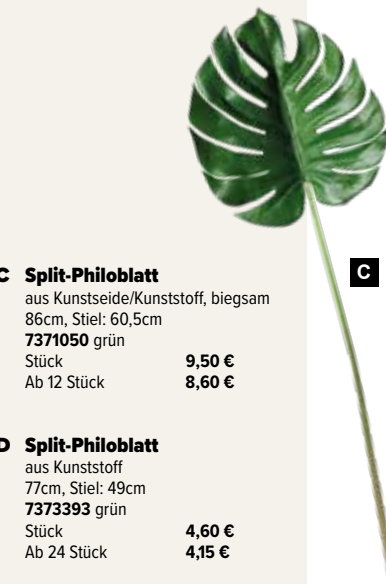 C Split-Philoblatt
aus Kunstseide/Kunststoff, biegsam
86cm, Stiel: 60,5cm
7371050 grün
Stück 9,50 €
Ab 12 Stück 8,60 €
C
D Split-Philoblatt
aus Kunststoff
77cm, Stiel: 49cm
7373393 grün
Stück 4,60 €
Ab 24 Stück 4,15 €